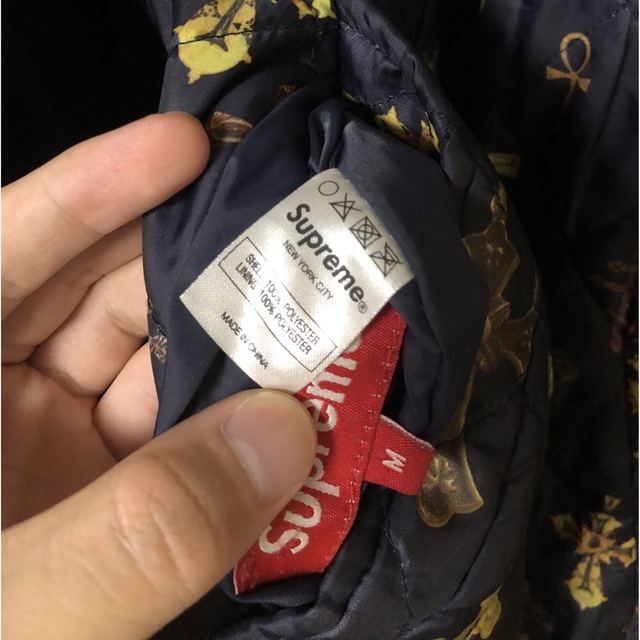 Supreme®
NEW YORK CITY
SHELL: 100% POLYESTER
LINING: 100% POLYESTER
MADE IN CHINA
Supreme
M